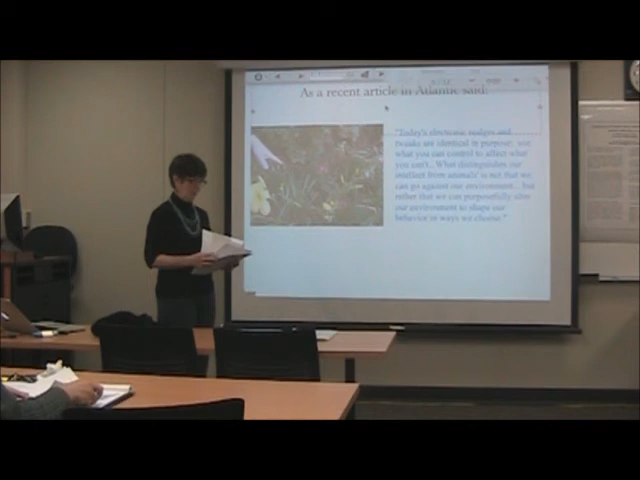 As a recent article in Atlantic said:
"Today's electronic nudges and
tweaks are identical in purpose: use
what you can control to affect what
you can't... What distinguishes our
intellect from animals' is not that we
can go against our environment... but
rather that we can purposefully alter
our environment to shape our
behavior in ways we choose."